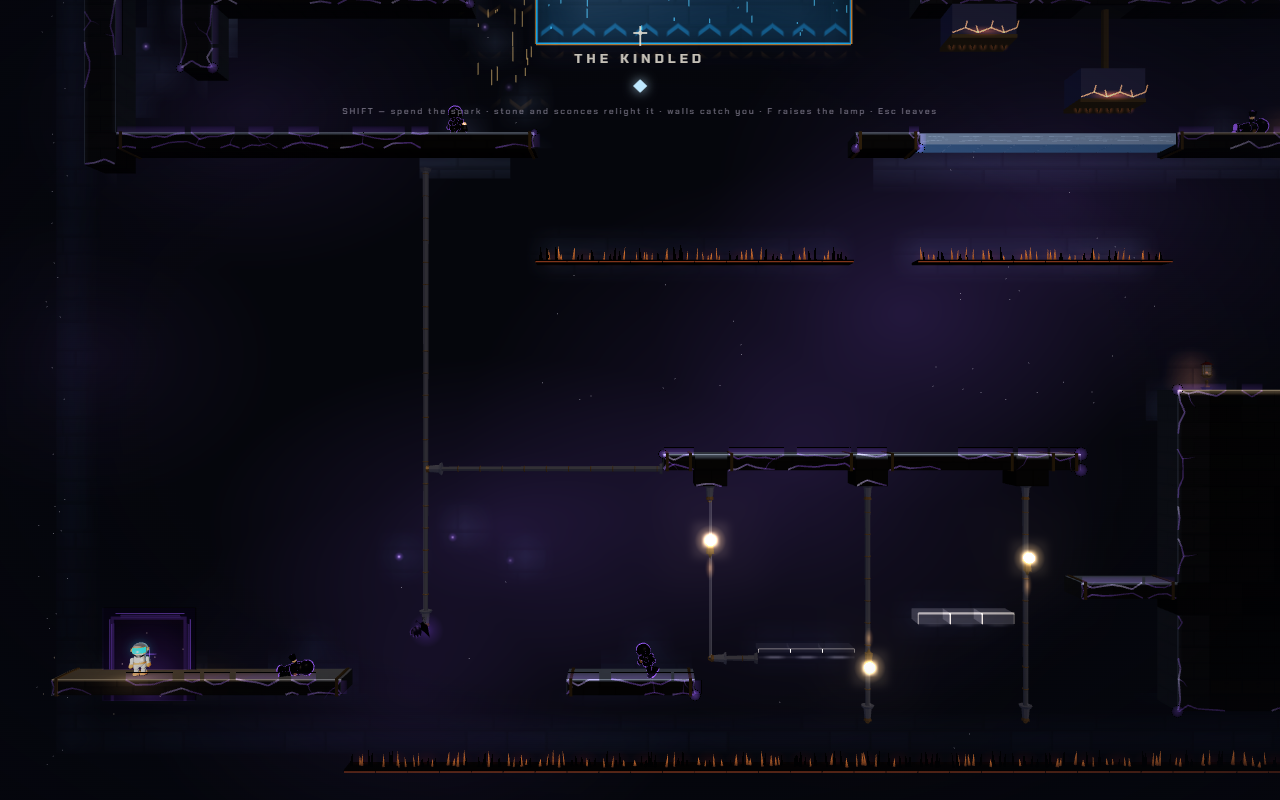 THE KINDLED
SHIFT — spend the spark · stone and sconces relight it · walls catch you · F raises the lamp · Esc leaves